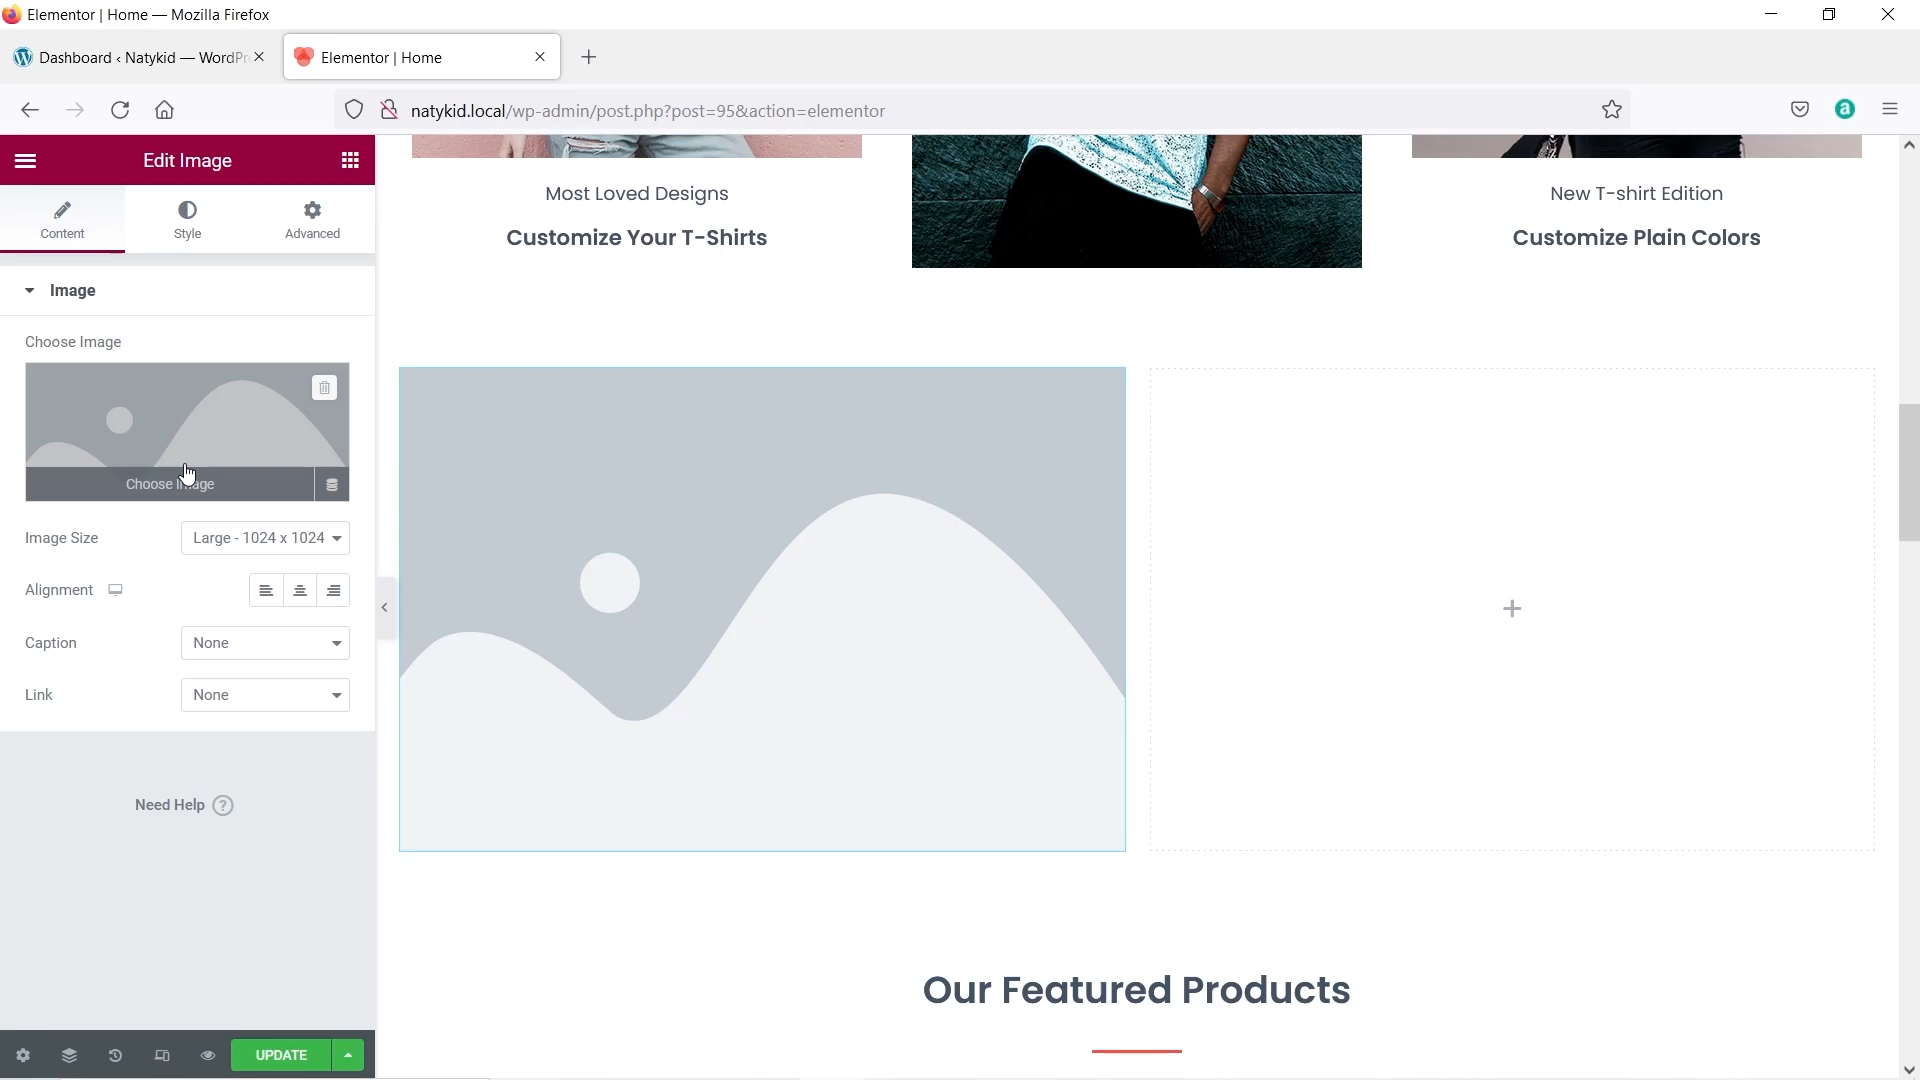 Elementor | Home — Mozilla Firefox
Dashboard ‹ Natykid — WordPr
Elementor | Home
natykid.local/wp-admin/post.php?post=95&action=elementor
Edit Image
Content
Style
Advanced
Image
Choose Image
Choose Image
Image Size
Large - 1024 x 1024
Alignment
Caption
None
Link
None
Need Help ?
UPDATE
Most Loved Designs
Customize Your T-Shirts
New T-shirt Edition
Customize Plain Colors
Our Featured Products